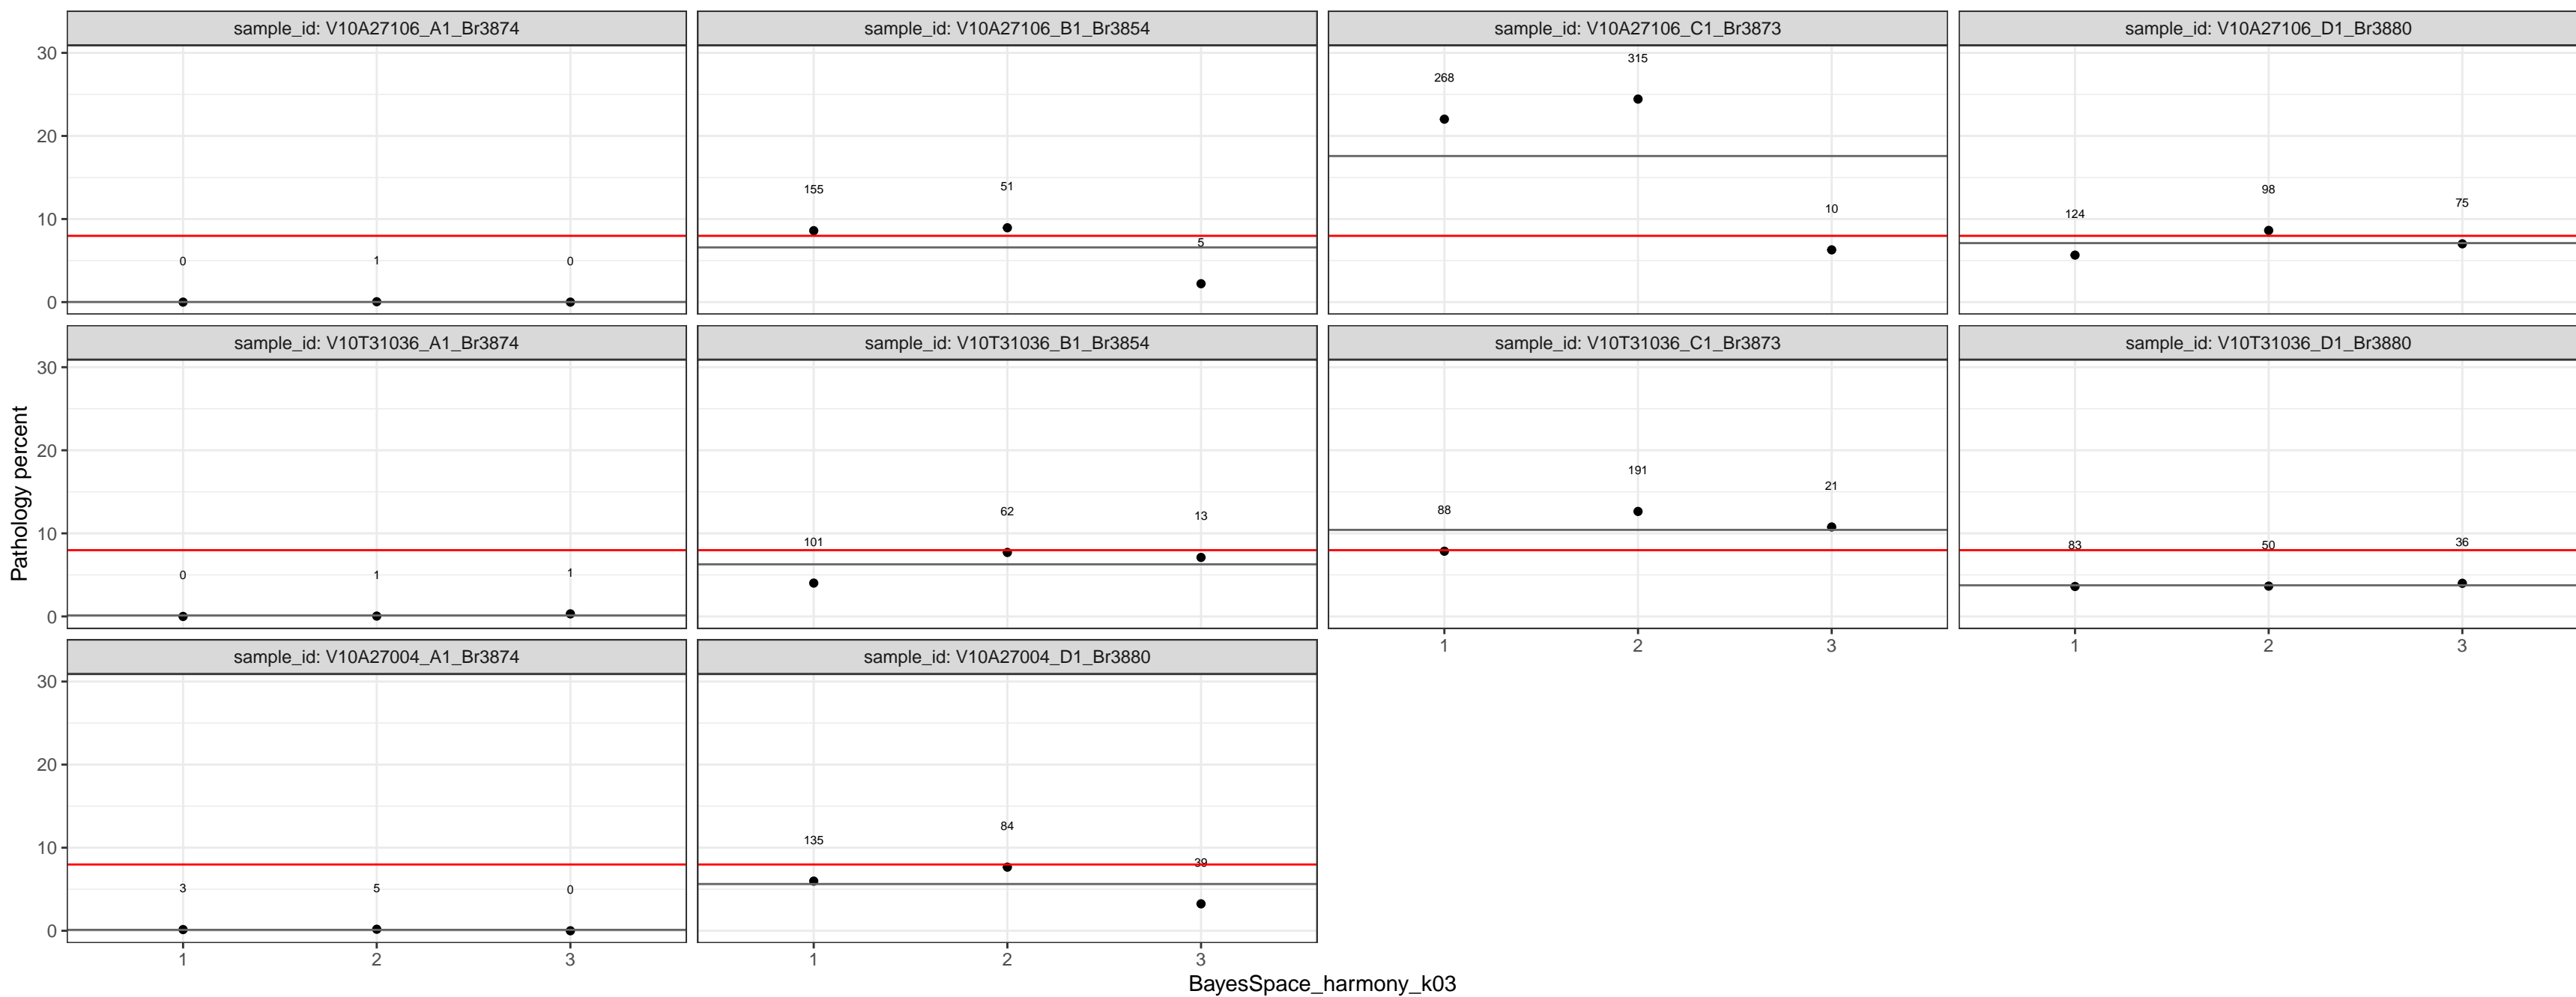 sample_id: V10A27106_A1_Br3874
sample_id: V10A27106_B1_Br3854
sample_id: V10A27106_C1_Br3873
sample_id: V10A27106_D1_Br3880
30
20
10
0
0 1 0
155 51 5
268 315 10
124 98 75
sample_id: V10T31036_A1_Br3874
sample_id: V10T31036_B1_Br3854
sample_id: V10T31036_C1_Br3873
sample_id: V10T31036_D1_Br3880
Pathology percent
30
20
10
0
0 1 1
101 62 13
88 191 21
83 50 36
1 2 3
1 2 3
sample_id: V10A27004_A1_Br3874
sample_id: V10A27004_D1_Br3880
30
20
10
0
3 5 0
135 84 39
1 2 3
1 2 3
BayesSpace_harmony_k03